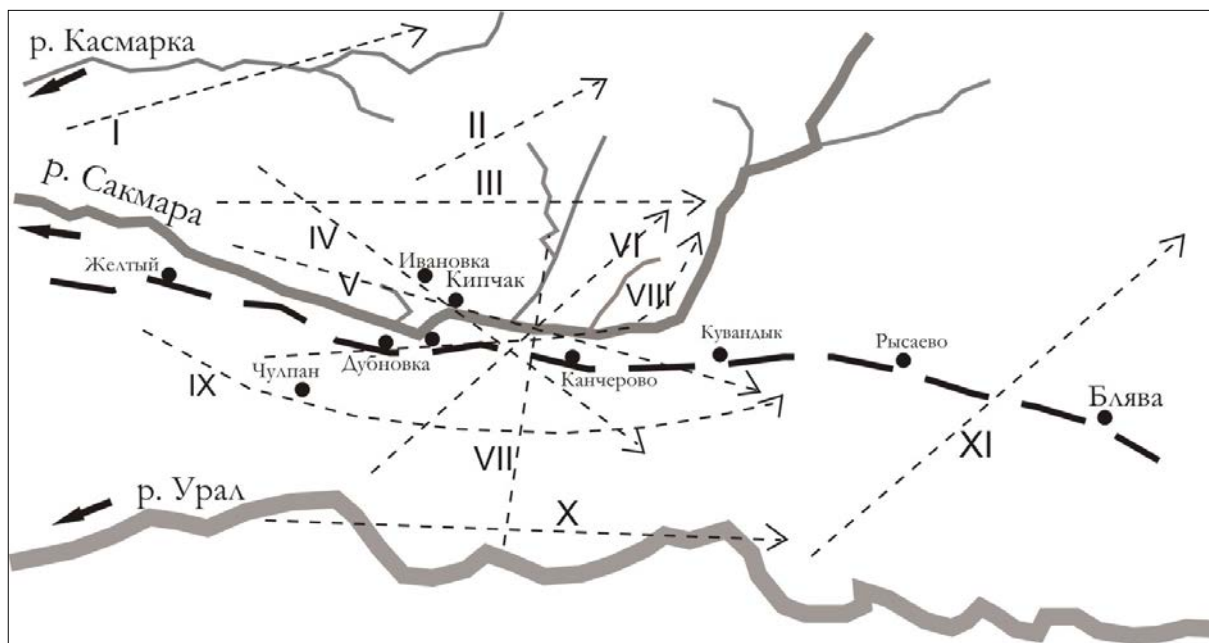 р. Касмарка
I
II
р. Сакмара
III
IV
VI
Ивановка
Желтый
V
Кипчак
VIII
Кувандык
Рысаево
Дубновка
Чулпан
IX
Канчерово
Блява
XI
VII
р. Урал
X